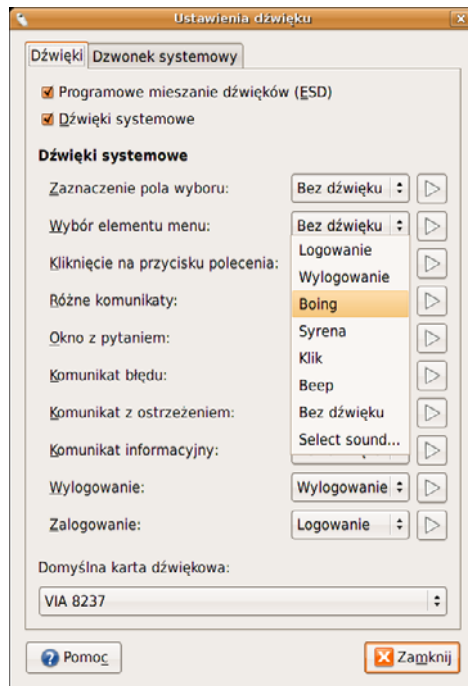 Ustawienia dźwięku
Dźwięki Dzwonek systemowy
Programowe mieszanie dźwięków (ESD)
Dźwięki systemowe
Dźwięki systemowe
Zaznaczenie pola wyboru: Bez dźwięku
Wybór elementu menu: Bez dźwięku
Logowanie
Kliknięcie na przycisku polecenia:
Wylogowanie
Różne komunikaty: Boing
Syrena
Okno z pytaniem:
Klik
Komunikat błędu:
Beep
Komunikat z ostrzeżeniem: Bez dźwięku
Select sound...
Komunikat informacyjny:
Wylogowanie: Wylogowanie
Zalogowanie: Logowanie
Domyślna karta dźwiękowa:
VIA 8237
Pomoc Zamknij